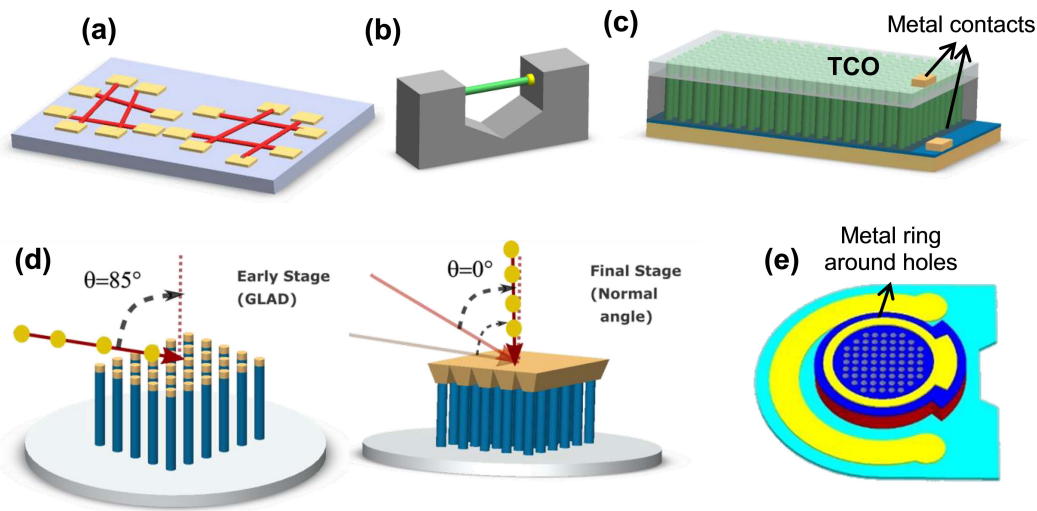 (a)
(b)
(c)
Metal contacts
TCO
(d)
θ=85°
Early Stage
(GLAD)
θ=0°
Final Stage
(Normal
angle)
(e)
Metal ring
around holes